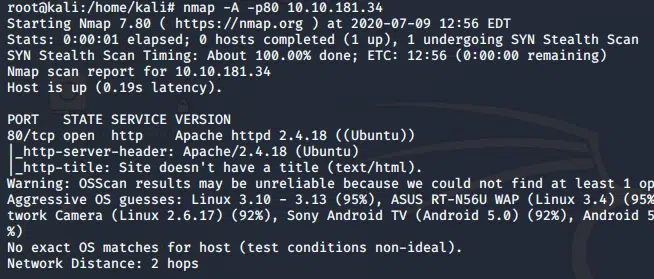 root@kali:/home/kali# nmap -A -p80 10.10.181.34
Starting Nmap 7.80 ( https://nmap.org ) at 2020-07-09 12:56 EDT
Stats: 0:00:01 elapsed; 0 hosts completed (1 up), 1 undergoing SYN Stealth Scan
SYN Stealth Scan Timing: About 100.00% done; ETC: 12:56 (0:00:00 remaining)
Nmap scan report for 10.10.181.34
Host is up (0.19s latency).
PORT   STATE SERVICE VERSION
80/tcp open  http    Apache httpd 2.4.18 ((Ubuntu))
|_http-server-header: Apache/2.4.18 (Ubuntu)
|_http-title: Site doesn't have a title (text/html).
Warning: OSScan results may be unreliable because we could not find at least 1 op
Aggressive OS guesses: Linux 3.10 - 3.13 (95%), ASUS RT-N56U WAP (Linux 3.4) (95%
twork Camera (Linux 2.6.17) (92%), Sony Android TV (Android 5.0) (92%), Android 5
%)
No exact OS matches for host (test conditions non-ideal).
Network Distance: 2 hops